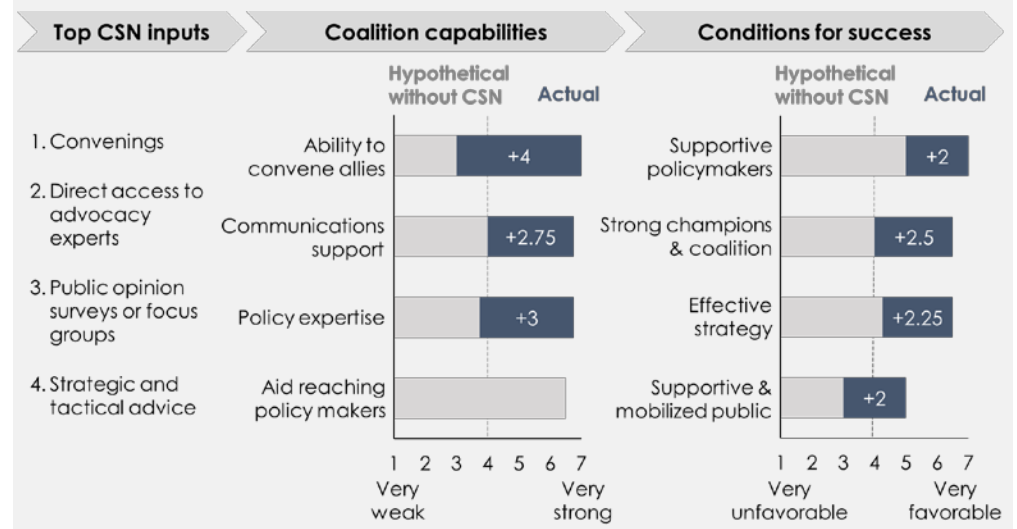 Top CSN inputs
Coalition capabilities
Conditions for success
1. Convenings
2. Direct access to
advocacy
experts
3. Public opinion
surveys or focus
groups
4. Strategic and
tactical advice
Hypothetical
without CSN
Actual
Ability to
convene allies
+4
Communications
support
+2.75
Policy expertise
+3
Aid reaching
policy makers
1 2 3 4 5 6 7
Very
weak
Very
strong
Hypothetical
without CSN
Actual
Supportive
policymakers
+2
Strong champions
& coalition
+2.5
Effective
strategy
+2.25
Supportive &
mobilized public
+2
1 2 3 4 5 6 7
Very
unfavorable
Very
favorable